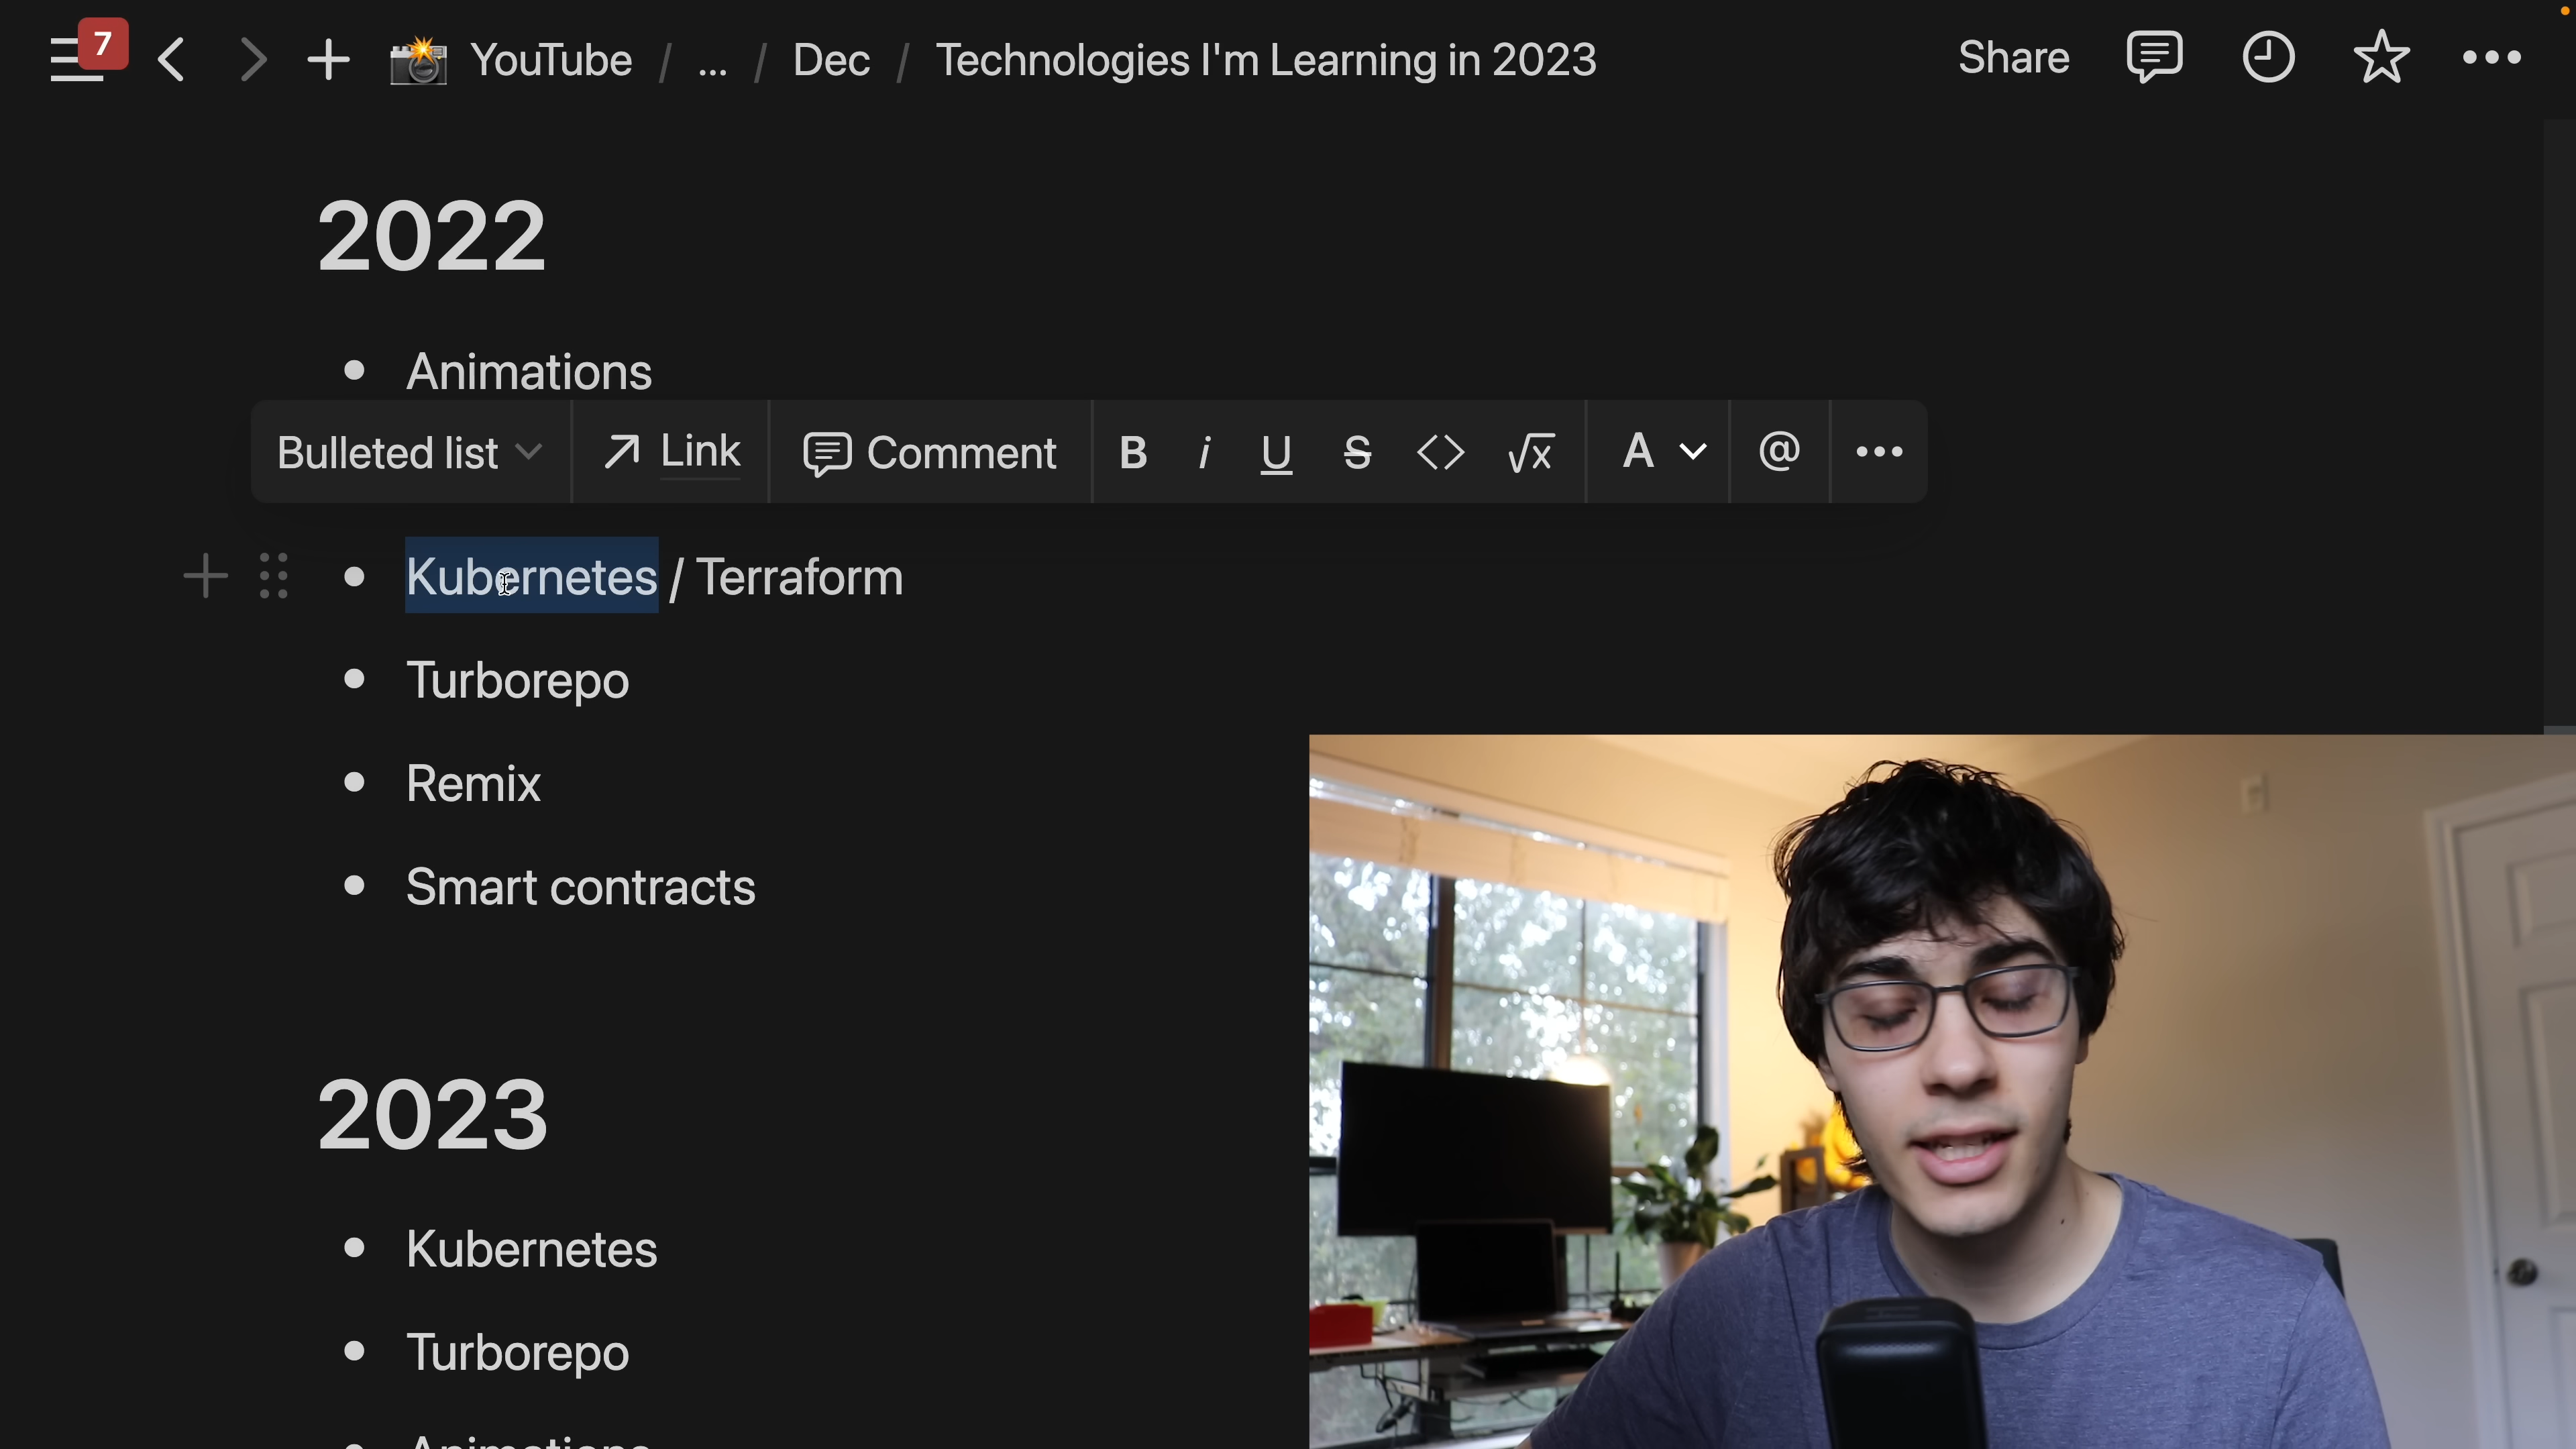 7
YouTube / ... / Dec / Technologies I'm Learning in 2023
Share
2022
Animations
Bulleted list
Link
Comment
B i U S <> √x A @ •••
Kubernetes / Terraform
Turborepo
Remix
Smart contracts
2023
Kubernetes
Turborepo
Animations